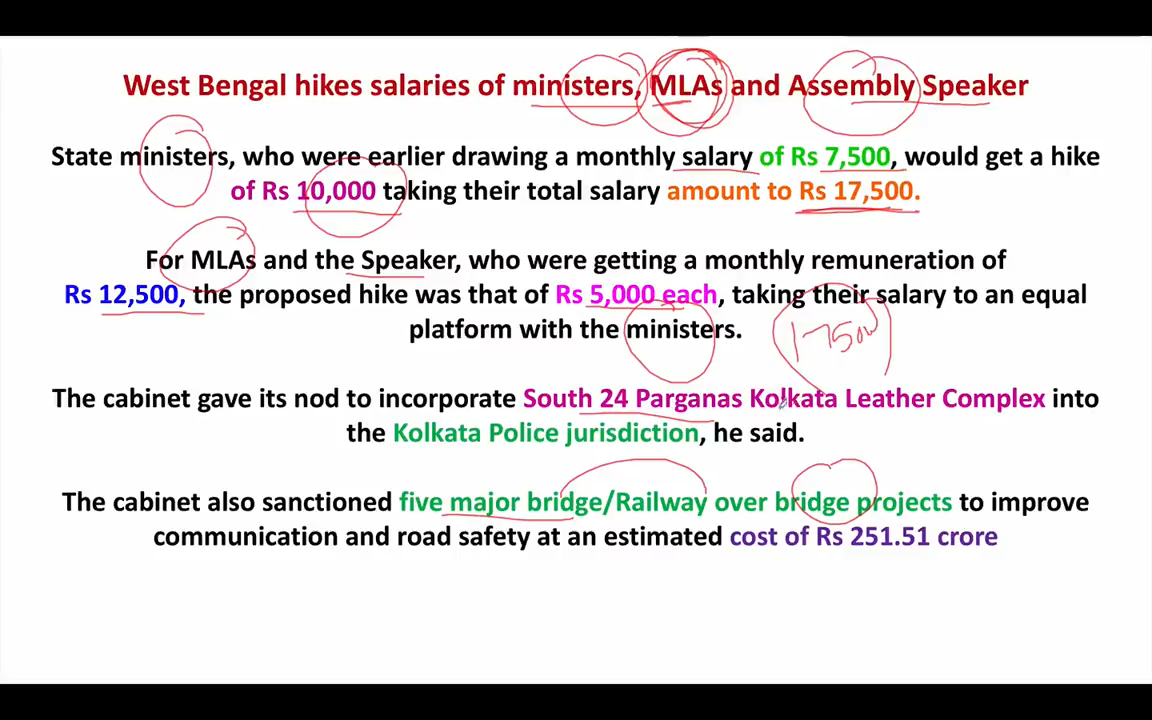 West Bengal hikes salaries of ministers, MLAs and Assembly Speaker
State ministers, who were earlier drawing a monthly salary of Rs 7,500, would get a hike
of Rs 10,000 taking their total salary amount to Rs 17,500.
For MLAs and the Speaker, who were getting a monthly remuneration of
Rs 12,500, the proposed hike was that of Rs 5,000 each, taking their salary to an equal
platform with the ministers.
17500
The cabinet gave its nod to incorporate South 24 Parganas Kolkata Leather Complex into
the Kolkata Police jurisdiction, he said.
The cabinet also sanctioned five major bridge/Railway over bridge projects to improve
communication and road safety at an estimated cost of Rs 251.51 crore